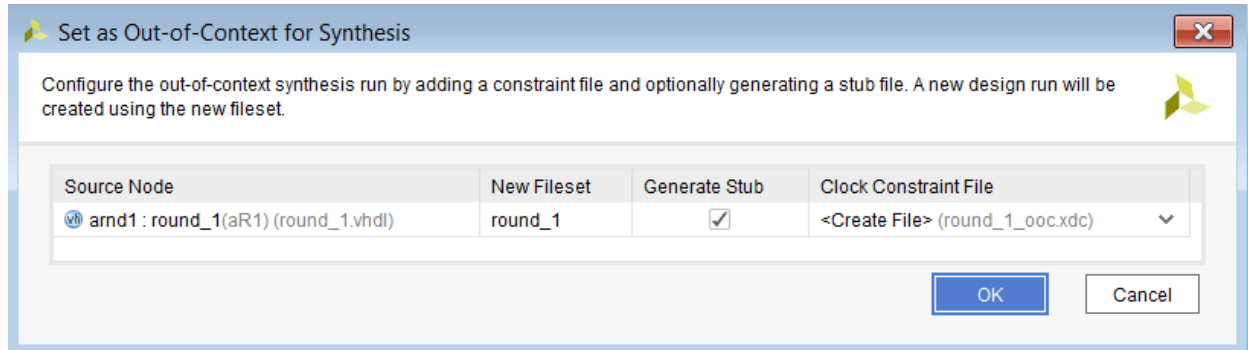 Set as Out-of-Context for Synthesis
Configure the out-of-context synthesis run by adding a constraint file and optionally generating a stub file. A new design run will be
created using the new fileset.
Source Node New Fileset Generate Stub Clock Constraint File
vh arnd1 : round_1(aR1) (round_1.vhdl) round_1 <Create File> (round_1_ooc.xdc)
OK Cancel